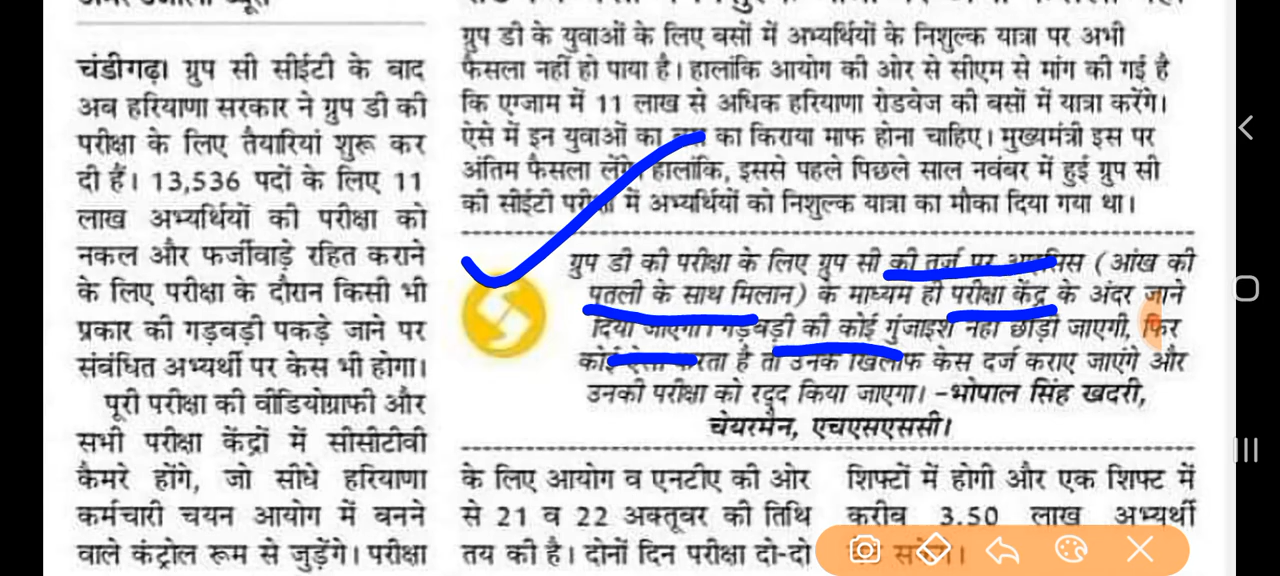 चंडीगढ़। ग्रुप सी सीईटी के बाद
अब हरियाणा सरकार ने ग्रुप डी की
परीक्षा के लिए तैयारियां शुरू कर
दी हैं। 13,536 पदों के लिए 11
लाख अभ्यर्थियों की परीक्षा को
नकल और फर्जीवाड़े रहित कराने
के लिए परीक्षा के दौरान किसी भी
प्रकार की गड़बड़ी पकड़े जाने पर
संबंधित अभ्यर्थी पर केस भी होगा।
पूरी परीक्षा की वीडियोग्राफी और
सभी परीक्षा केंद्रों में सीसीटीवी
कैमरे होंगे, जो सीधे हरियाणा
कर्मचारी चयन आयोग में बनने
वाले कंट्रोल रूम से जुड़ेंगे। परीक्षा
ग्रुप डी के युवाओं के लिए बसों में अभ्यर्थियों के निशुल्क यात्रा पर अभी
फैसला नहीं हो पाया है। हालांकि आयोग की ओर से सीएम से मांग की गई है
कि एग्जाम में 11 लाख से अधिक हरियाणा रोडवेज की बसों में यात्रा करेंगे।
ऐसे में इन युवाओं का का किराया माफ होना चाहिए। मुख्यमंत्री इस पर
अंतिम फैसला लेंगे। हालांकि, इससे पहले पिछले साल नवंबर में हुई ग्रुप सी
की सीईटी परीक्षा में अभ्यर्थियों को निशुल्क यात्रा का मौका दिया गया था।
ग्रुप डी की परीक्षा के लिए ग्रुप सी की तर्ज पर (आंख की
पुतली के साथ मिलान) के माध्यम ही परीक्षा केंद्र के अंदर जाने
दिया जाएगा। गड़बड़ी की कोई गुंजाइश नहीं छोड़ी जाएगी, फिर
कोई ऐसा करता है तो उनके खिलाफ केस दर्ज कराए जाएंगे और
उनकी परीक्षा को रद्द किया जाएगा। -भोपाल सिंह खदरी,
चेयरमैन, एचएसएससी।
के लिए आयोग व एनटीए की ओर
से 21 व 22 अक्तूबर की तिथि
तय की है। दोनों दिन परीक्षा दो-दो
शिफ्टों में होगी और एक शिफ्ट में
करीब 3.50 लाख अभ्यर्थी